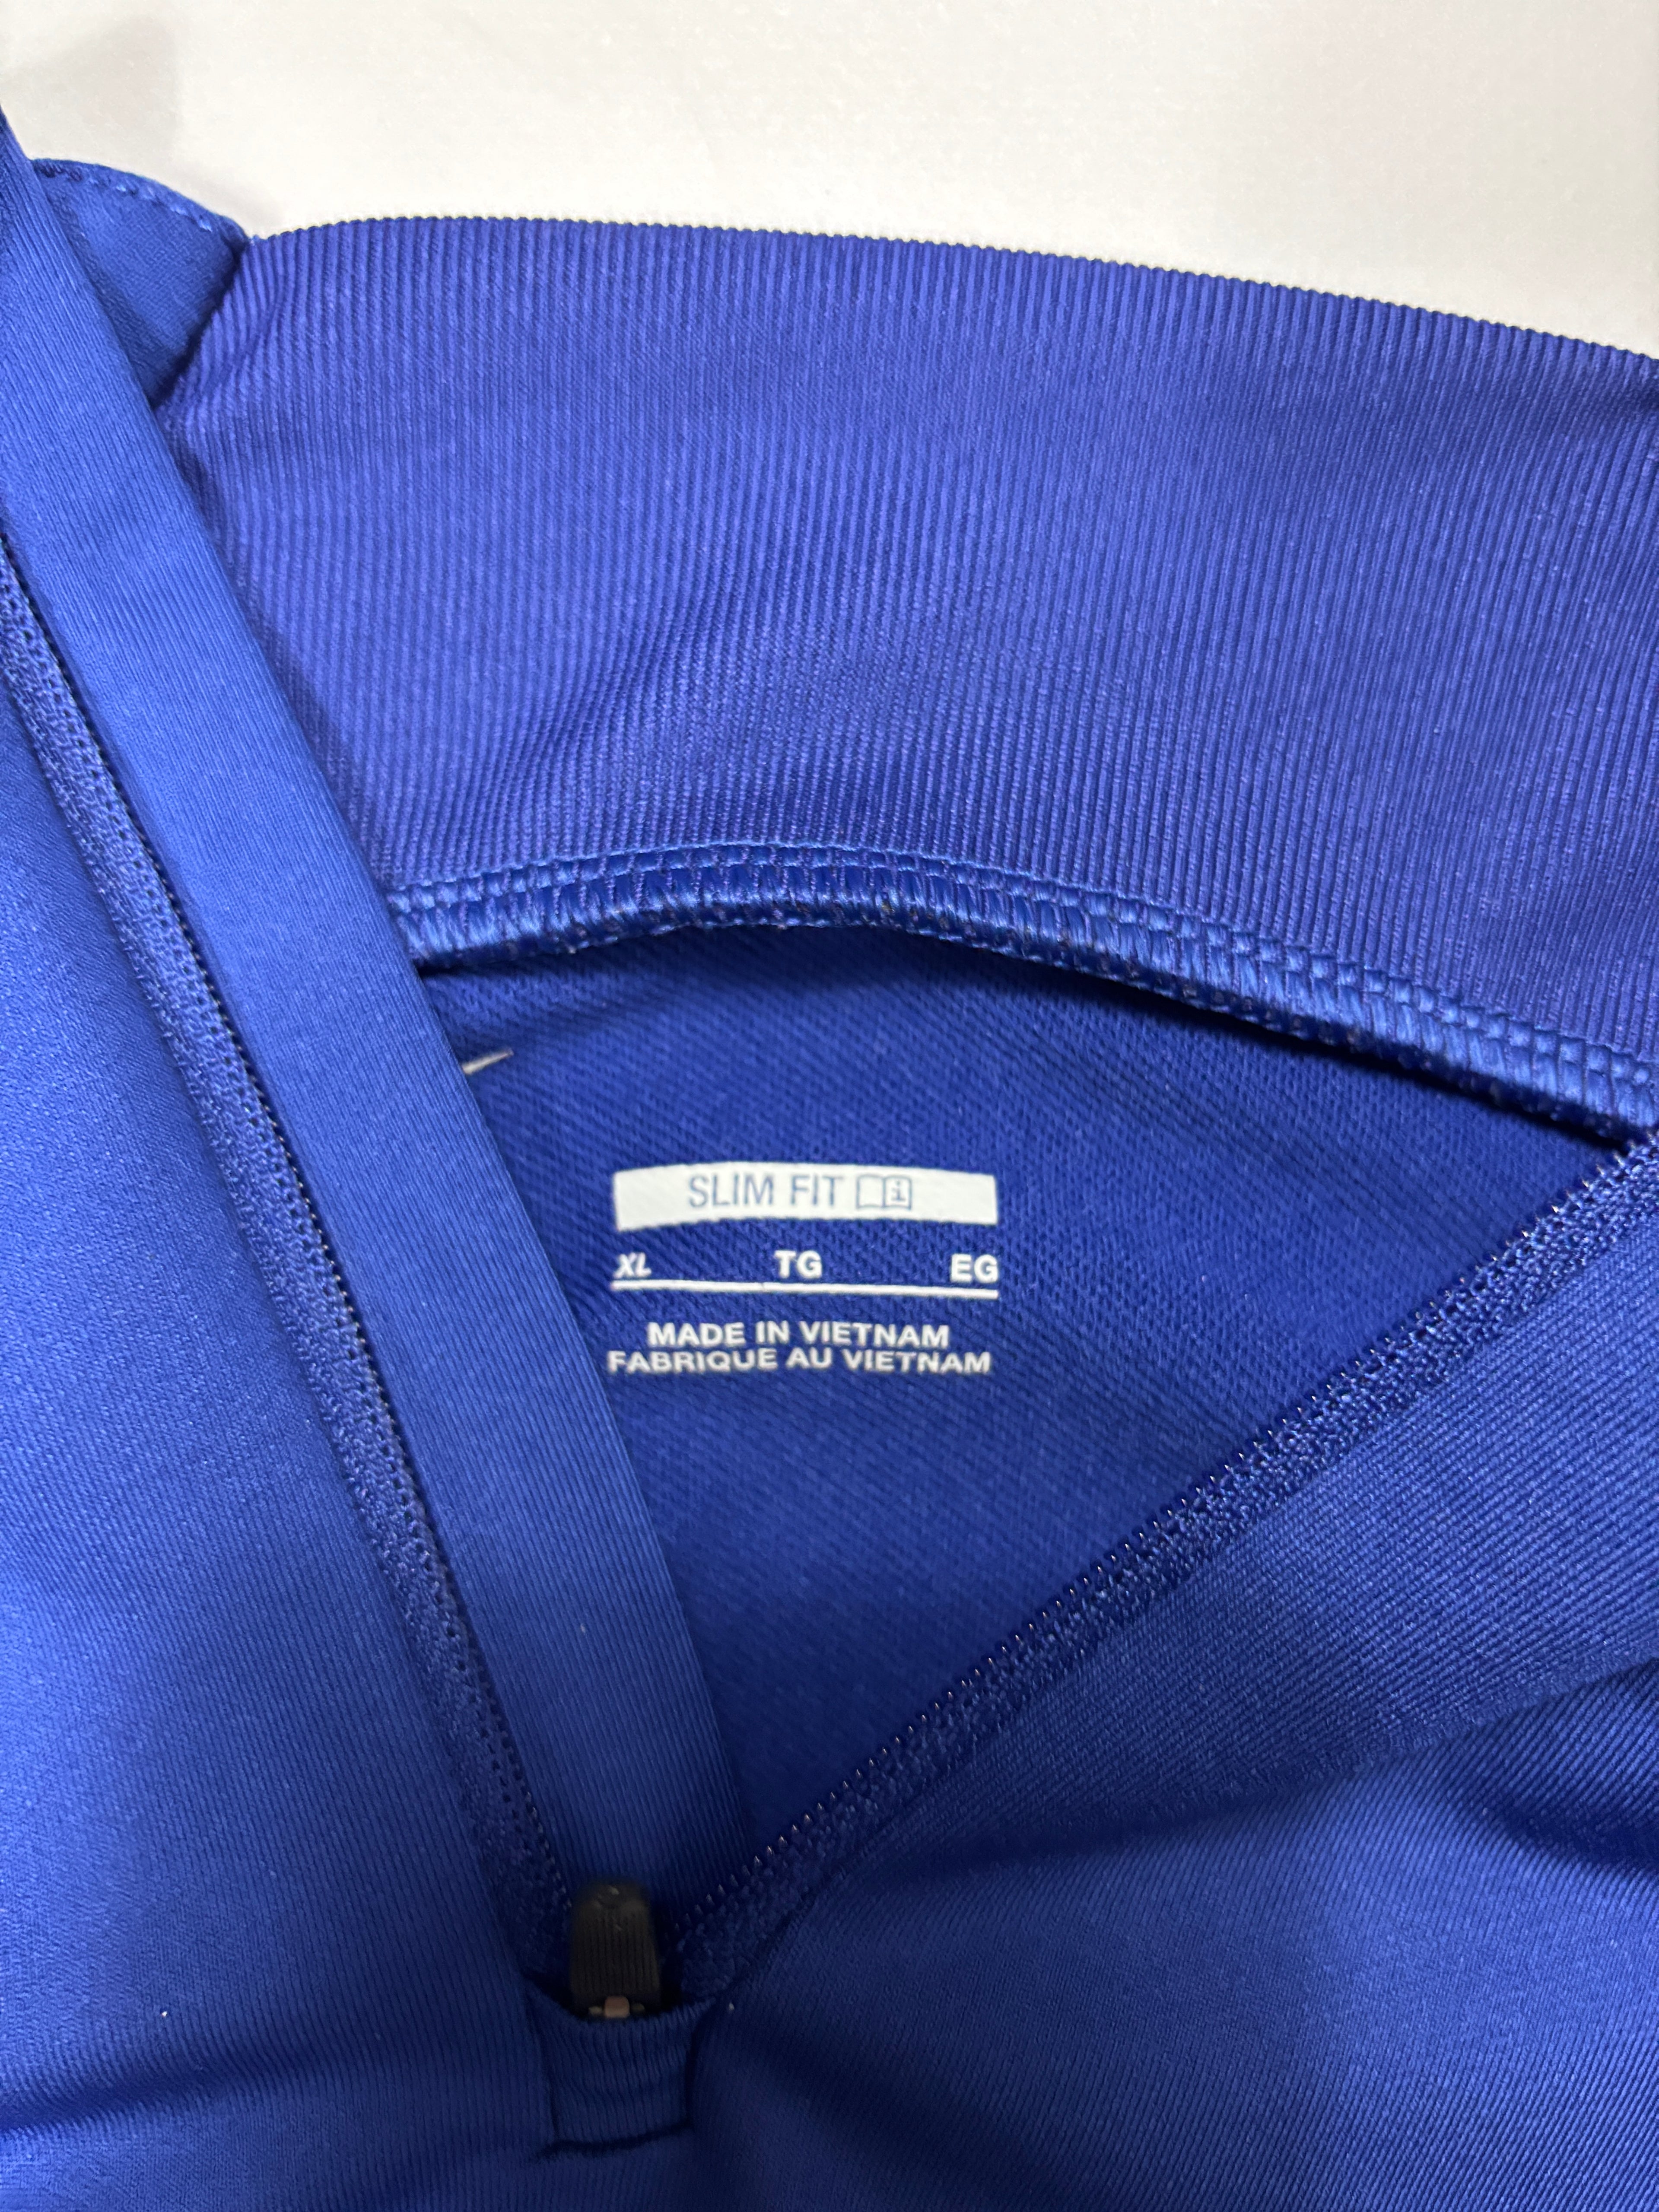 SLIM FIT i
XL TG EG
MADE IN VIETNAM
FABRIQUE AU VIETNAM